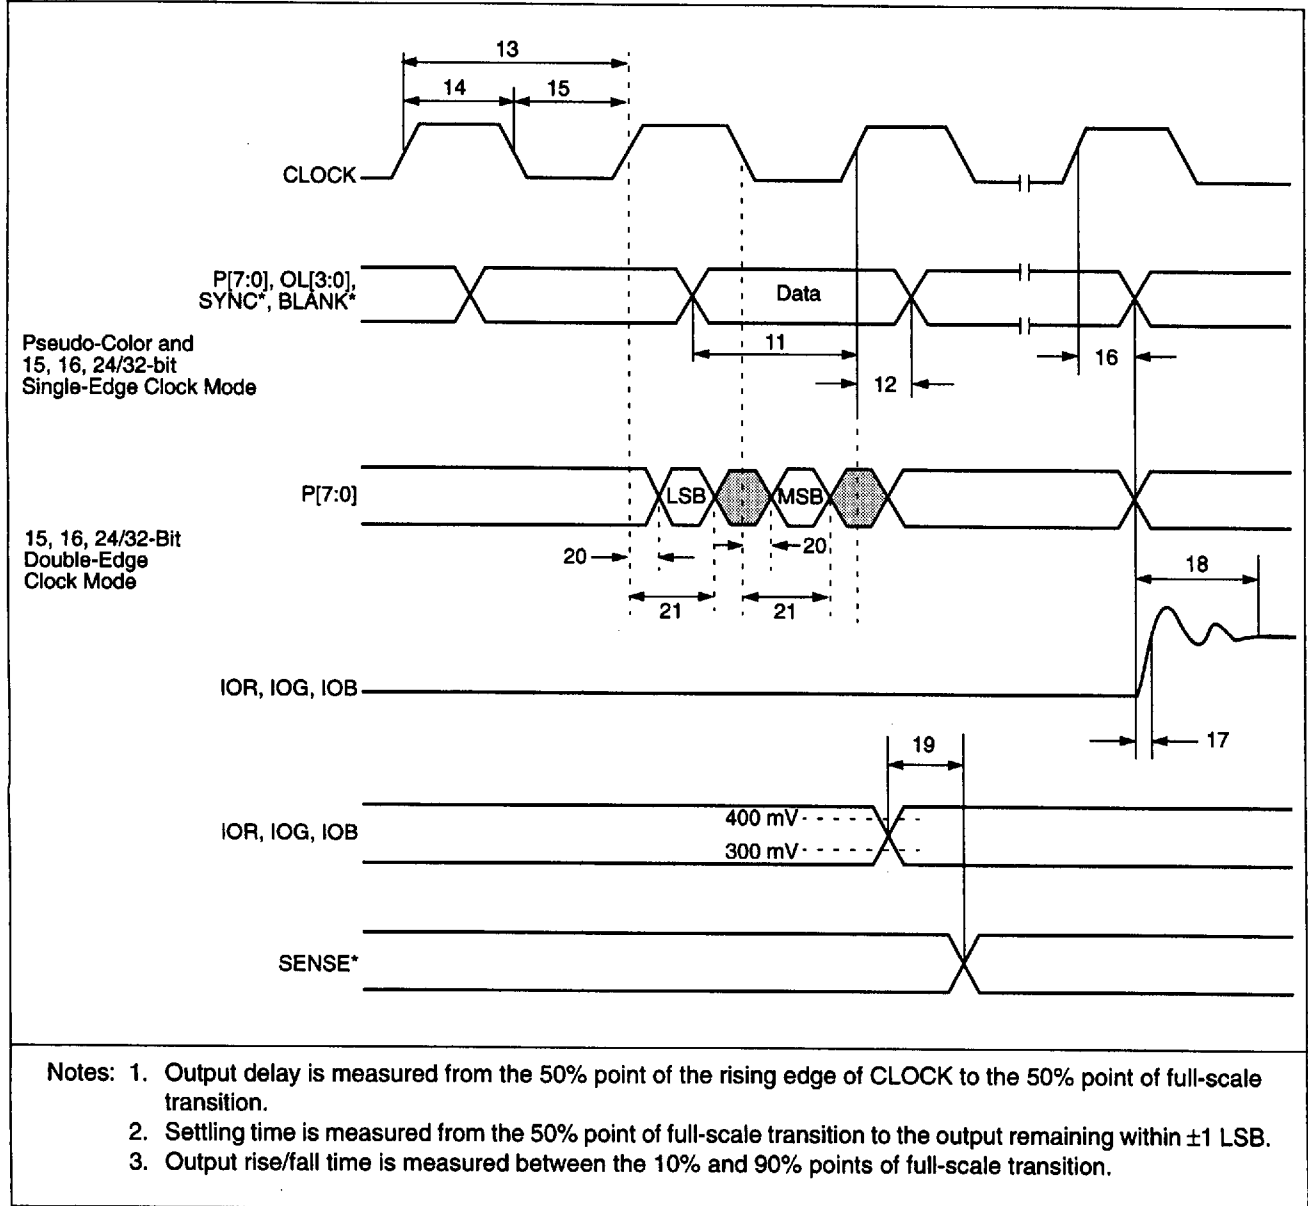 13
14
15
CLOCK
P[7:0], OL[3:0],
SYNC*, BLANK*
Data
Pseudo-Color and
15, 16, 24/32-bit
Single-Edge Clock Mode
11
12
16
P[7:0]
LSB
MSB
15, 16, 24/32-Bit
Double-Edge
Clock Mode
20
20
21
21
18
IOR, IOG, IOB
17
19
IOR, IOG, IOB
400 mV
300 mV
SENSE*
Notes: 1. Output delay is measured from the 50% point of the rising edge of CLOCK to the 50% point of full-scale
transition.
2. Settling time is measured from the 50% point of full-scale transition to the output remaining within ±1 LSB.
3. Output rise/fall time is measured between the 10% and 90% points of full-scale transition.